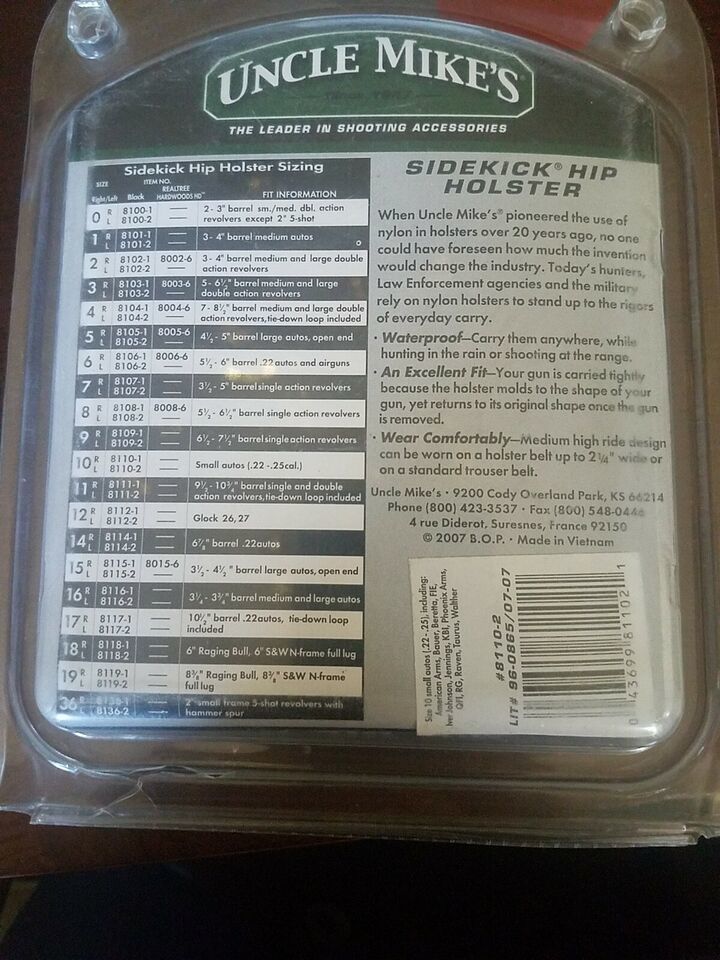 UNCLE MIKE'S®
THE LEADER IN SHOOTING ACCESSORIES
Sidekick Hip Holster Sizing
SIZE ITEM NO.
REALTREE
Right/Left Black HARDWOODS HD™ FIT INFORMATION
0 R 8100-1 — 2 - 3" barrel sm./med. dbl. action
L 8100-2 — revolvers except 2" 5-shot
1 R 8101-1 — 3 - 4" barrel medium autos
L 8101-2 —
2 R 8102-1 8002-6 3 - 4" barrel medium and large double
L 8102-2 — action revolvers
3 R 8103-1 8003-6 5 - 6½" barrel medium and large
L 8103-2 — double action revolvers
4 R 8104-1 8004-6 7 - 8½" barrel medium and large double
L 8104-2 — action revolvers, tie-down loop included
5 R 8105-1 8005-6 4½ - 5" barrel large autos, open end
L 8105-2 —
6 R 8106-1 8006-6 5½ - 6" barrel .22 autos and airguns
L 8106-2 —
7 R 8107-1 — 3½ - 5" barrel single action revolvers
L 8107-2 —
8 R 8108-1 8008-6 5½ - 6½" barrel single action revolvers
L 8108-2 —
9 R 8109-1 — 6½ - 7½" barrel single action revolvers
L 8109-2 —
10 R 8110-1 — Small autos (.22 -.25cal.)
L 8110-2 —
11 R 8111-1 — 9½ - 10¾" barrel single and double
L 8111-2 — action revolvers, tie-down loop included
12 R 8112-1 — Glock 26,27
L 8112-2 —
14 R 8114-1 — 6⅞" barrel .22autos
L 8114-2 —
15 R 8115-1 8015-6 3½ - 4½" barrel large autos, open end
L 8115-2 —
16 R 8116-1 — 3¼ - 3¾" barrel medium and large autos
L 8116-2 —
17 R 8117-1 — 10½" barrel .22autos, tie-down loop
L 8117-2 — included
18 R 8118-1 — 6" Raging Bull, 6" S&W N-frame full lug
L 8118-2 —
19 R 8119-1 — 8⅜" Raging Bull, 8⅜" S&W N-frame
L 8119-2 — full lug
36 R — 2" small frame 5-shot revolvers with
L 8136-2 — hammer spur
SIDEKICK® HIP
HOLSTER
When Uncle Mike's® pioneered the use of
nylon in holsters over 20 years ago, no one
could have foreseen how much the invention
would change the industry. Today's hunters,
Law Enforcement agencies and the military
rely on nylon holsters to stand up to the rigors
of everyday carry.
· Waterproof—Carry them anywhere, while
hunting in the rain or shooting at the range.
· An Excellent Fit—Your gun is carried tightly
because the holster molds to the shape of your
gun, yet returns to its original shape once the gun
is removed.
· Wear Comfortably—Medium high ride design
can be worn on a holster belt up to 2¼" wide or
on a standard trouser belt.
Uncle Mike's · 9200 Cody Overland Park, KS 66214
Phone (800) 423-3537 · Fax (800) 548-0446
4 rue Diderot, Suresnes, France 92150
© 2007 B.O.P. · Made in Vietnam
Size 10 small autos (.22-.25), including:
American Arms, Bauer, Beretta, FIE,
Iver Johnson, Jennings, KBI, Phoenix Arms,
QFI, RG, Raven, Taurus, Walther
#8110-2
LIT# 96-0865/07-07
0 43699 81102 1